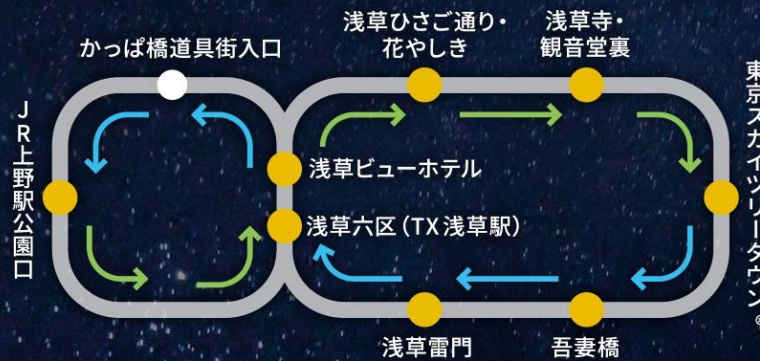 かっぱ橋道具街入口
浅草ひさご通り・
花やしき
浅草寺・
観音堂裏
JR上野駅公園口
浅草ビューホテル
浅草六区（TX浅草駅）
東京スカイツリータウン®
浅草雷門
吾妻橋